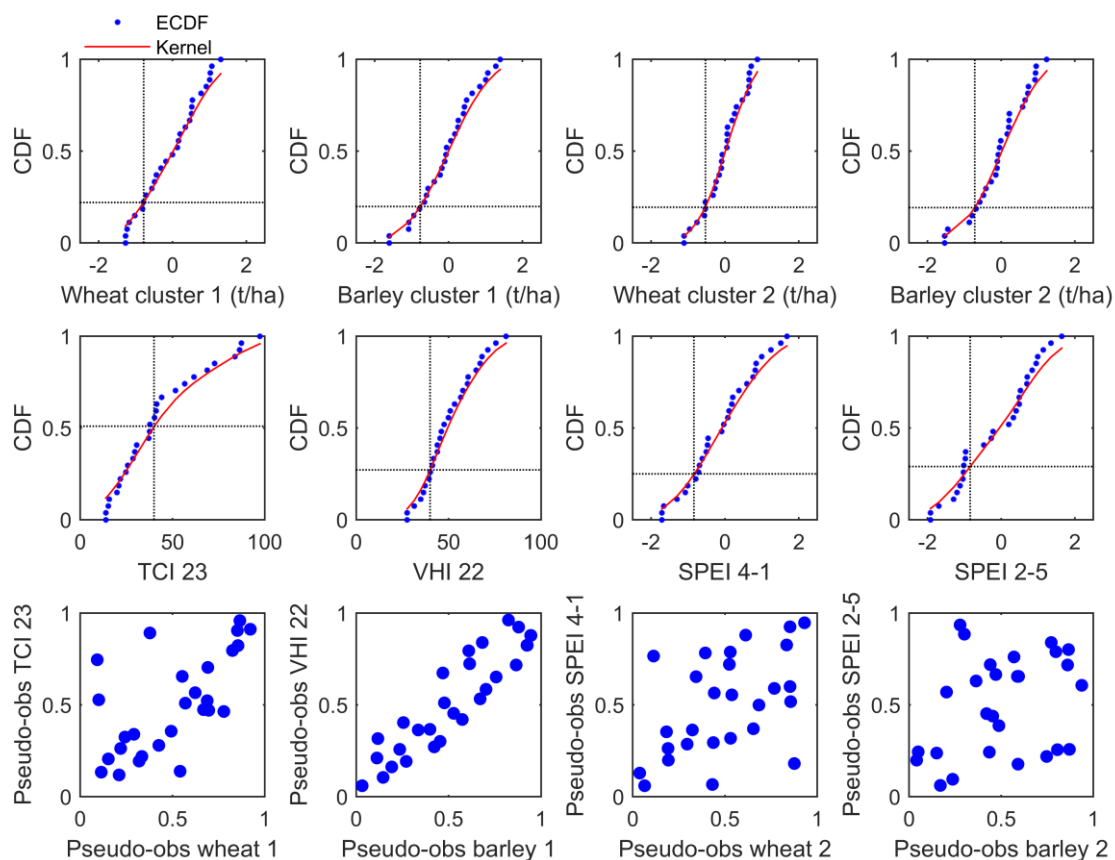 ECDF
Kernel
1
0.5
0
CDF
-2 0 2
Wheat cluster 1 (t/ha)
1
0.5
0
CDF
-2 0 2
Barley cluster 1 (t/ha)
1
0.5
0
CDF
-2 0 2
Wheat cluster 2 (t/ha)
1
0.5
0
CDF
-2 0 2
Barley cluster 2 (t/ha)
1
0.5
0
CDF
0 50 100
TCI 23
1
0.5
0
CDF
0 50 100
VHI 22
1
0.5
0
CDF
-2 0 2
SPEI 4-1
1
0.5
0
CDF
-2 0 2
SPEI 2-5
1
0.5
0
Pseudo-obs TCI 23
0 0.5 1
Pseudo-obs wheat 1
1
0.5
0
Pseudo-obs VHI 22
0 0.5 1
Pseudo-obs barley 1
1
0.5
0
Pseudo-obs SPEI 4-1
0 0.5 1
Pseudo-obs wheat 2
1
0.5
0
Pseudo-obs SPEI 2-5
0 0.5 1
Pseudo-obs barley 2